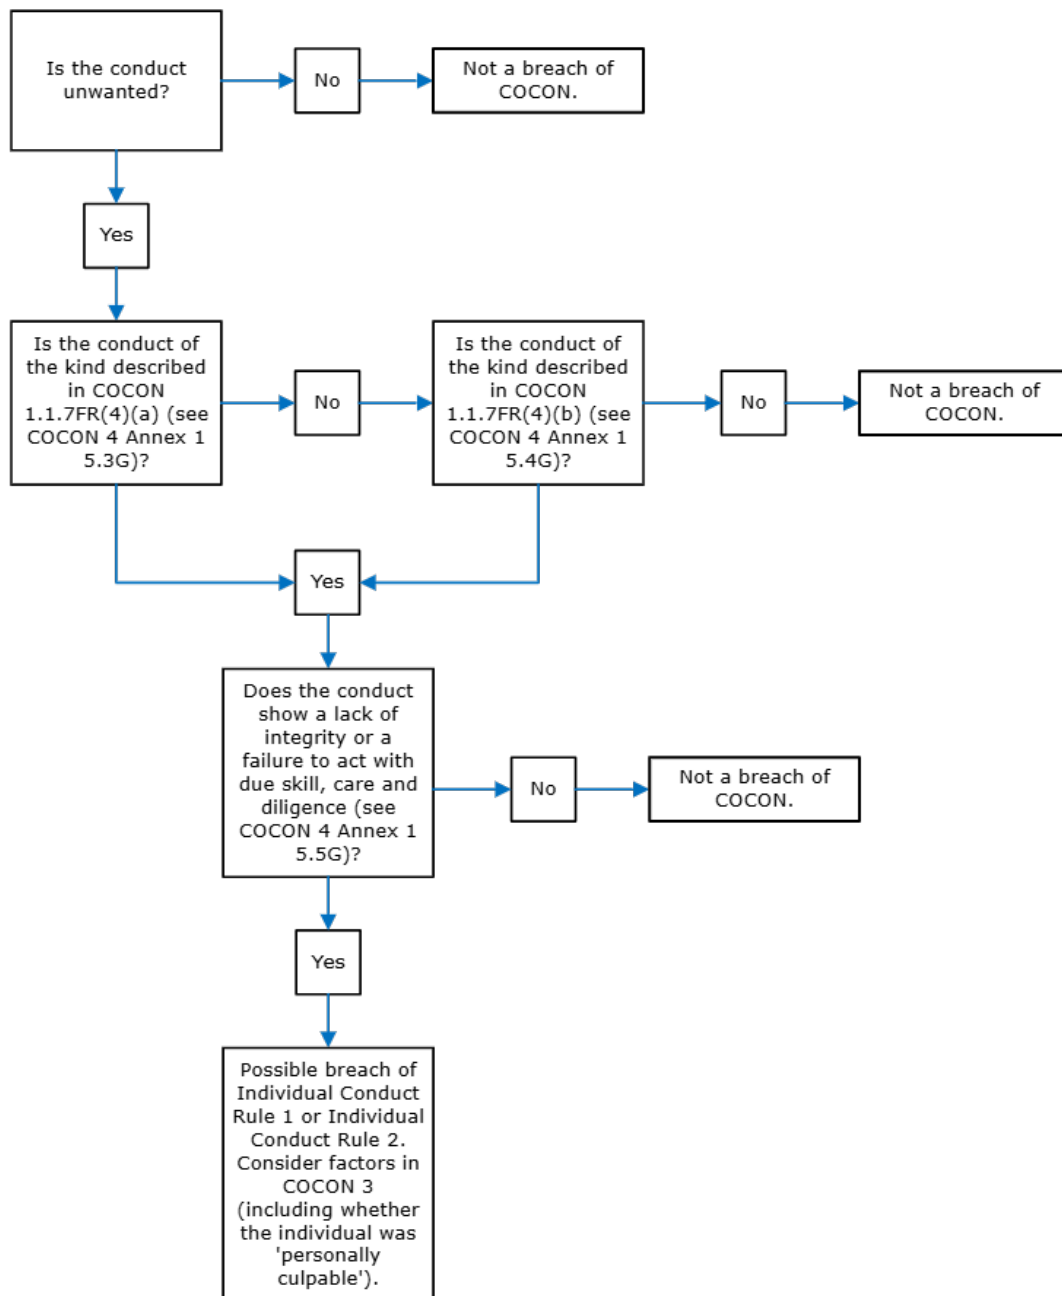 Is the conduct
unwanted?
No
Not a breach of
COCON.
Yes
Is the conduct of
the kind described
in COCON
1.1.7FR(4)(a) (see
COCON 4 Annex 1
5.3G)?
No
Is the conduct of
the kind described
in COCON
1.1.7FR(4)(b) (see
COCON 4 Annex 1
5.4G)?
No
Not a breach of
COCON.
Yes
Does the conduct
show a lack of
integrity or a
failure to act with
due skill, care and
diligence (see
COCON 4 Annex 1
5.5G)?
No
Not a breach of
COCON.
Yes
Possible breach of
Individual Conduct
Rule 1 or Individual
Conduct Rule 2.
Consider factors in
COCON 3
(including whether
the individual was
'personally
culpable').